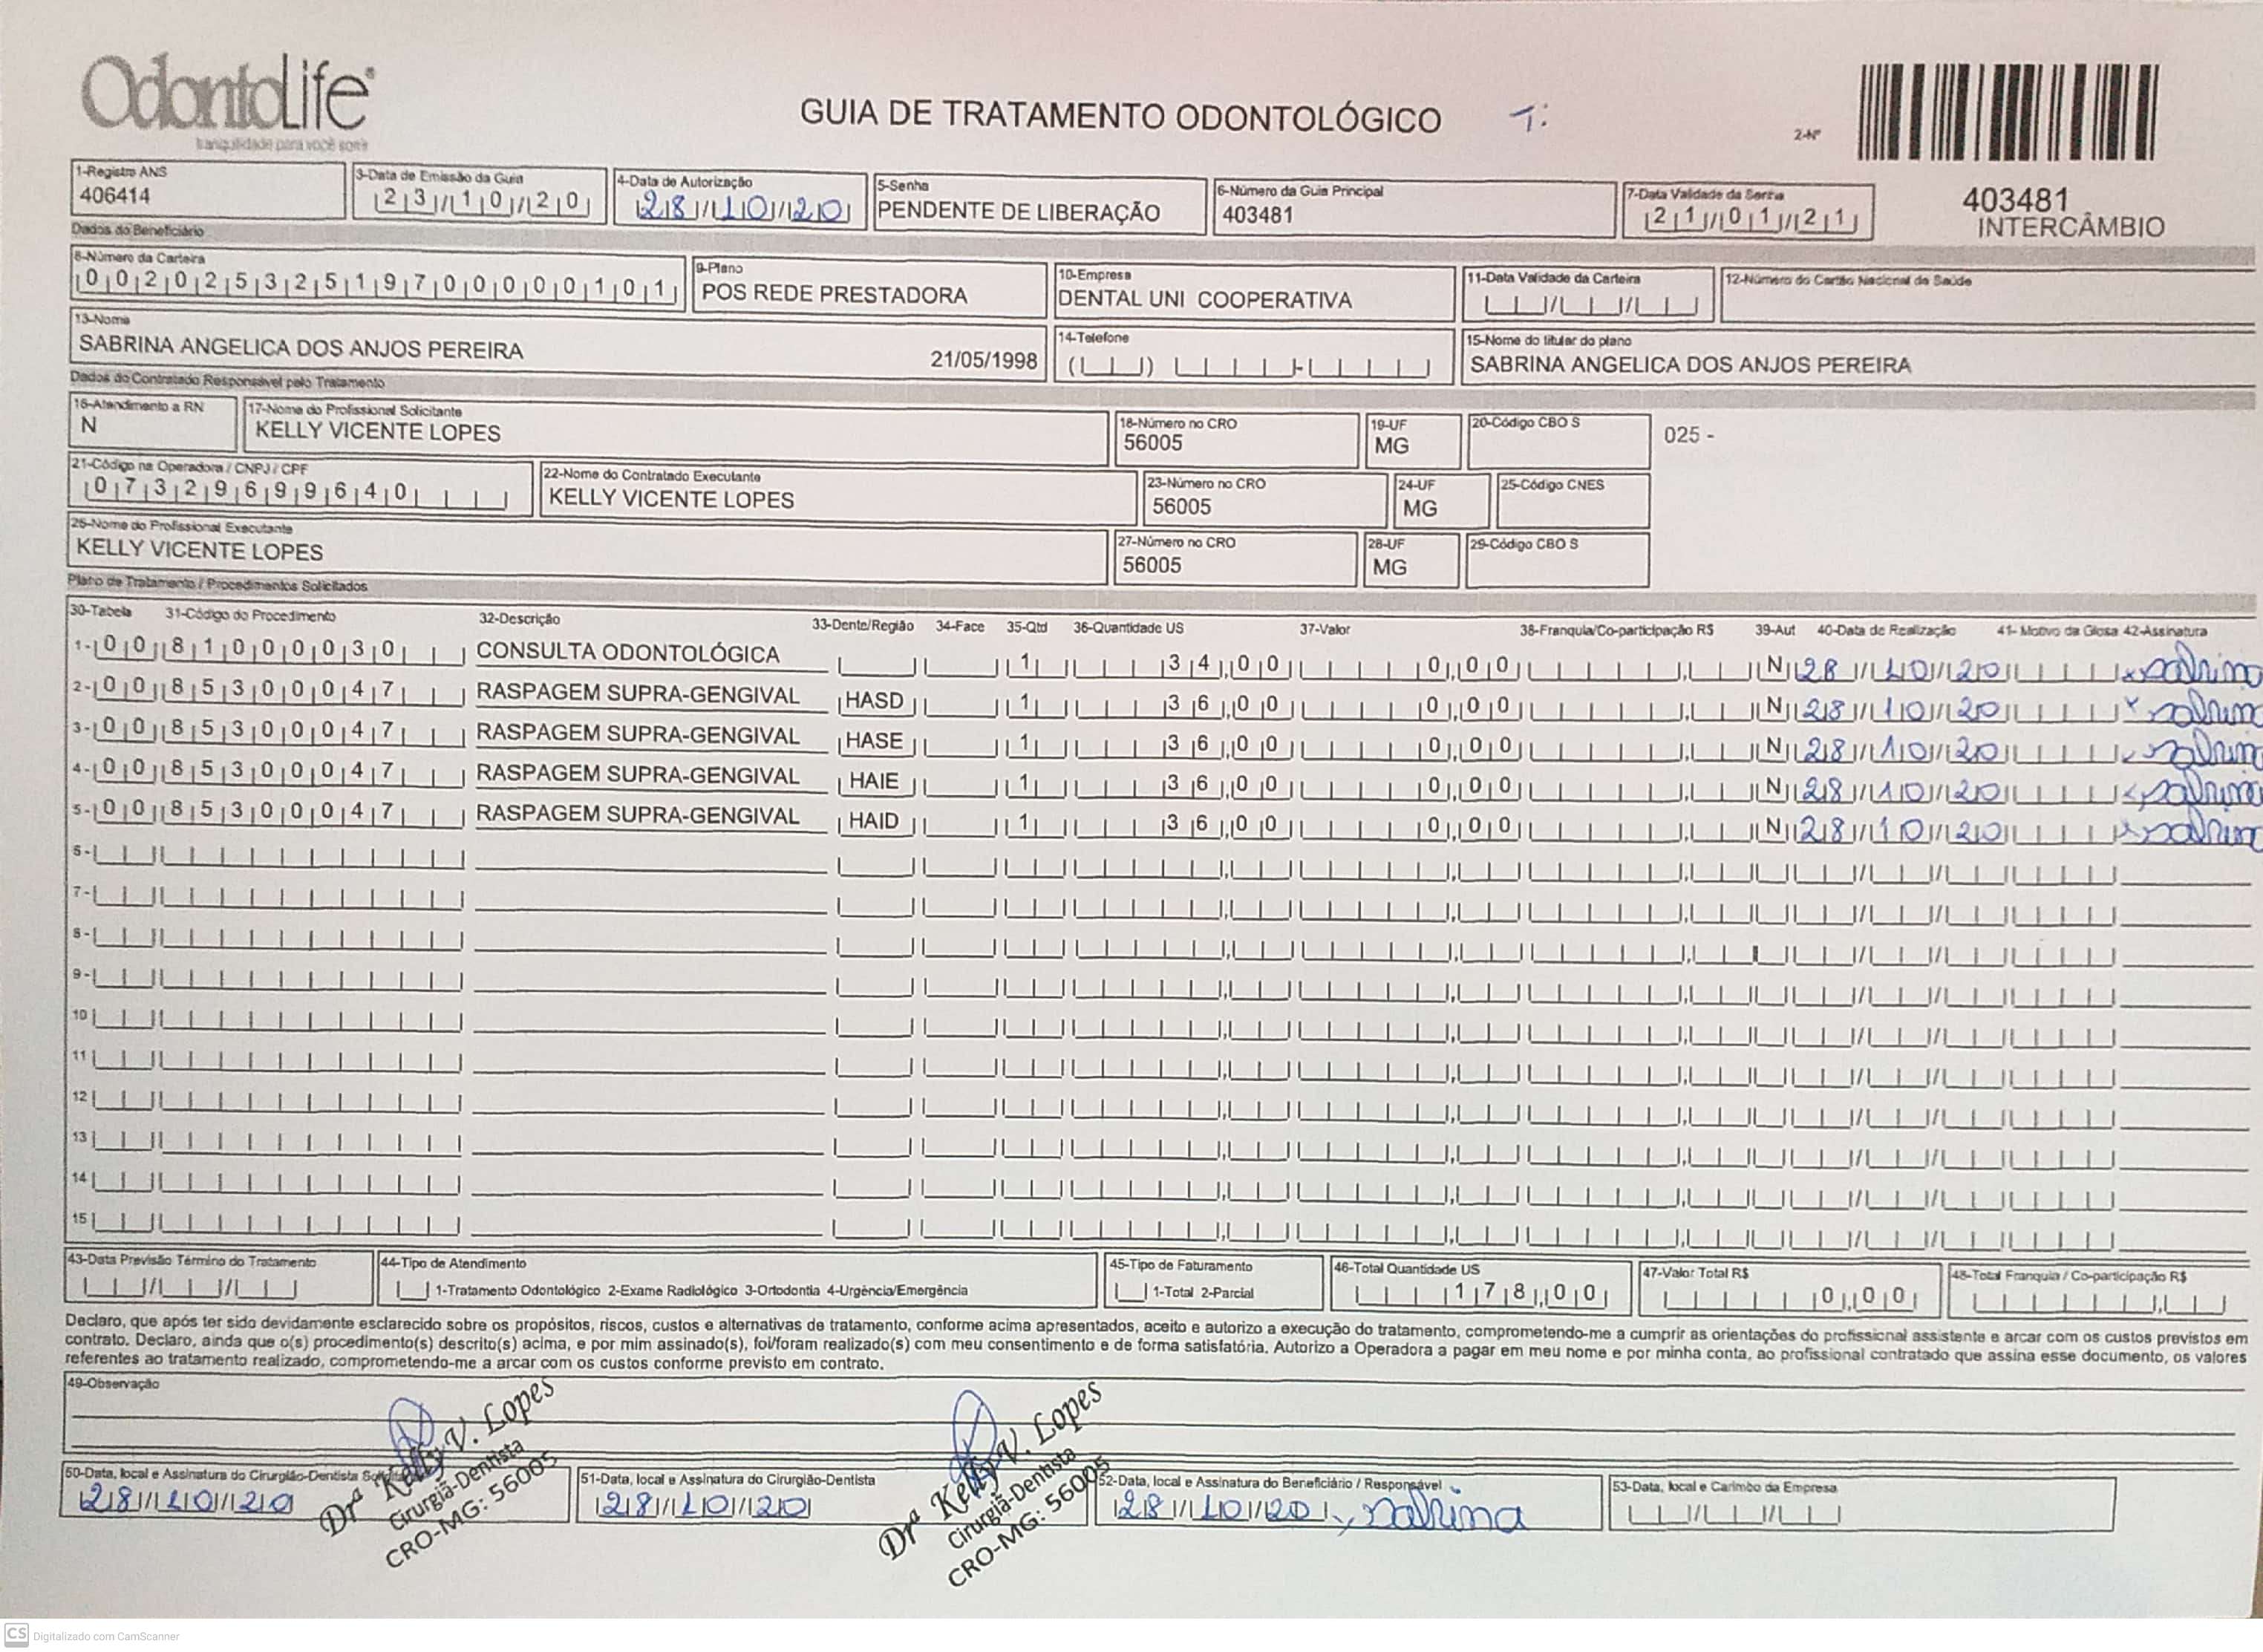 OdontoLife
tranquilidade para você sorrir
GUIA DE TRATAMENTO ODONTOLÓGICO
2-Nº
403481
INTERCÂMBIO
1-Registro ANS
406414
3-Data de Emissão da Guia
23/10/20
4-Data de Autorização
28/10/20
5-Senha
PENDENTE DE LIBERAÇÃO
6-Número da Guia Principal
403481
7-Data Validade da Senha
21/01/21
Dados do Beneficiário
8-Número da Carteira
00202532519700000101
9-Plano
POS REDE PRESTADORA
10-Empresa
DENTAL UNI COOPERATIVA
11-Data Validade da Carteira
12-Número do Cartão Nacional de Saúde
13-Nome
SABRINA ANGELICA DOS ANJOS PEREIRA 21/05/1998
14-Telefone
15-Nome do titular do plano
SABRINA ANGELICA DOS ANJOS PEREIRA
Dados do Contratado Responsável pelo Tratamento
16-Atendimento a RN
N
17-Nome do Profissional Solicitante
KELLY VICENTE LOPES
18-Número no CRO
56005
19-UF
MG
20-Código CBO S
025 -
21-Código na Operadora / CNPJ / CPF
07329699640
22-Nome do Contratado Executante
KELLY VICENTE LOPES
23-Número no CRO
56005
24-UF
MG
25-Código CNES
26-Nome do Profissional Executante
KELLY VICENTE LOPES
27-Número no CRO
56005
28-UF
MG
29-Código CBO S
Plano de Tratamento / Procedimentos Solicitados
30-Tabela 31-Código do Procedimento 32-Descrição 33-Dente/Região 34-Face 35-Qtd 36-Quantidade US 37-Valor 38-Franquia/Co-participação R$ 39-Aut 40-Data de Realização 41- Motivo da Glosa 42-Assinatura
1- 00 81000030 CONSULTA ODONTOLÓGICA 1 34,00 0,00 N 28/10/20 x Sabrina
2- 00 85300047 RASPAGEM SUPRA-GENGIVAL HASD 1 36,00 0,00 N 28/10/20 x Sabrina
3- 00 85300047 RASPAGEM SUPRA-GENGIVAL HASE 1 36,00 0,00 N 28/10/20 x Sabrina
4- 00 85300047 RASPAGEM SUPRA-GENGIVAL HAIE 1 36,00 0,00 N 28/10/20 x Sabrina
5- 00 85300047 RASPAGEM SUPRA-GENGIVAL HAID 1 36,00 0,00 N 28/10/20 x Sabrina
6-
7-
8-
9-
10
11
12
13
14
15
43-Data Previsão Término do Tratamento
44-Tipo de Atendimento
1-Tratamento Odontológico 2-Exame Radiológico 3-Ortodontia 4-Urgência/Emergência
45-Tipo de Faturamento
1-Total 2-Parcial
46-Total Quantidade US
178,00
47-Valor Total R$
0,00
48-Total Franquia / Co-participação R$
Declaro, que após ter sido devidamente esclarecido sobre os propósitos, riscos, custos e alternativas de tratamento, conforme acima apresentados, aceito e autorizo a execução do tratamento, comprometendo-me a cumprir as orientações do profissional assistente e arcar com os custos previstos em
contrato. Declaro, ainda que o(s) procedimento(s) descrito(s) acima, e por mim assinado(s), foi/foram realizado(s) com meu consentimento e de forma satisfatória. Autorizo a Operadora a pagar em meu nome e por minha conta, ao profissional contratado que assina esse documento, os valores
referentes ao tratamento realizado, comprometendo-me a arcar com os custos conforme previsto em contrato.
49-Observação
50-Data, local e Assinatura do Cirurgião-Dentista Solicitante
28/10/20
Drª Kelly V. Lopes
Cirurgiã-Dentista
CRO-MG: 56005
51-Data, local e Assinatura do Cirurgião-Dentista
28/10/20
Drª Kelly V. Lopes
Cirurgiã-Dentista
CRO-MG: 56005
52-Data, local e Assinatura do Beneficiário / Responsável
28/10/20 x Sabrina
53-Data, local e Carimbo da Empresa
CS Digitalizado com CamScanner